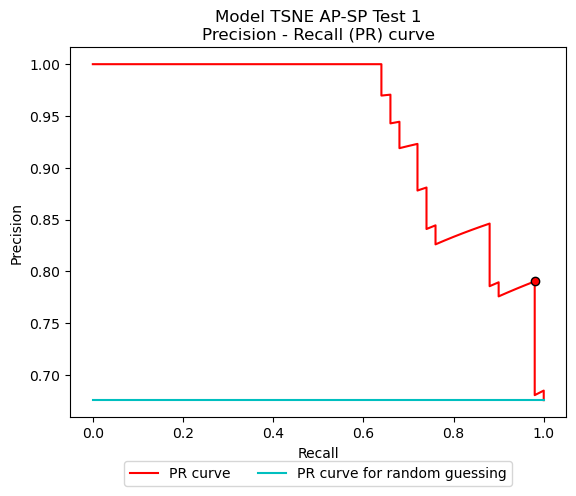 Model TSNE AP-SP Test 1
Precision - Recall (PR) curve
1.00
0.95
0.90
0.85
0.80
0.75
0.70
Precision
0.0 0.2 0.4 0.6 0.8 1.0
Recall
PR curve PR curve for random guessing